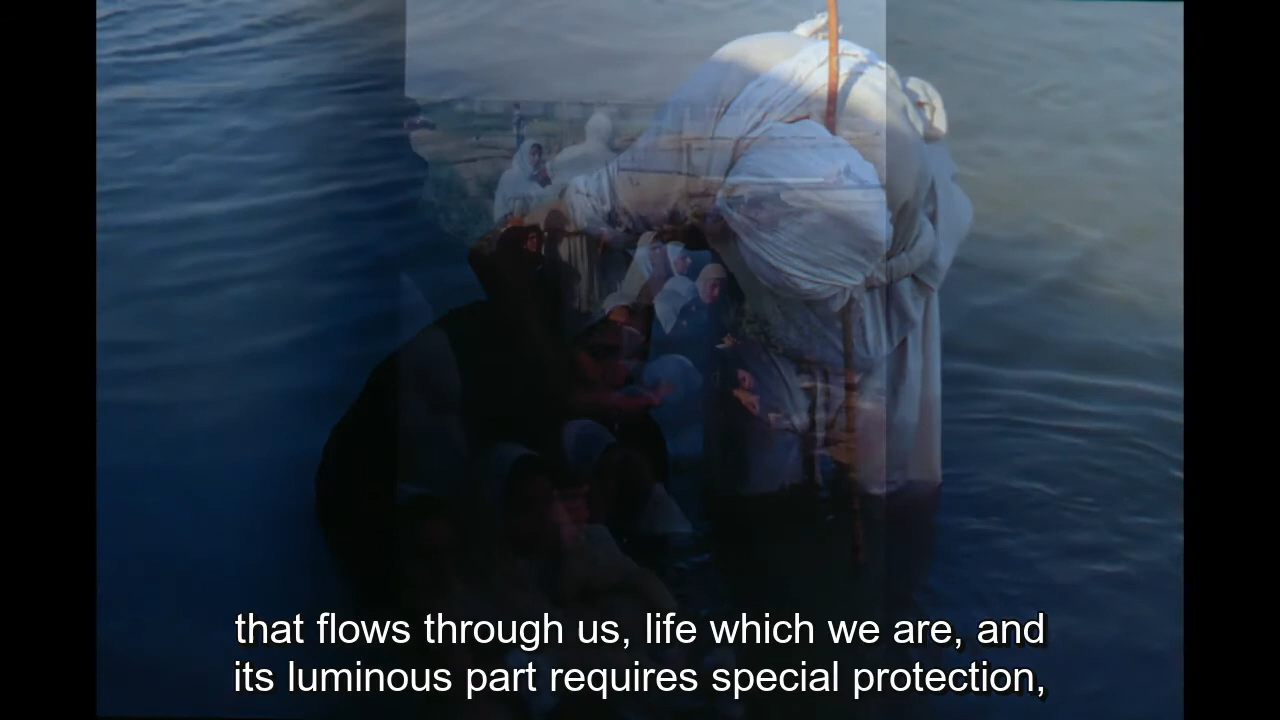 that flows through us, life which we are, and
its luminous part requires special protection,